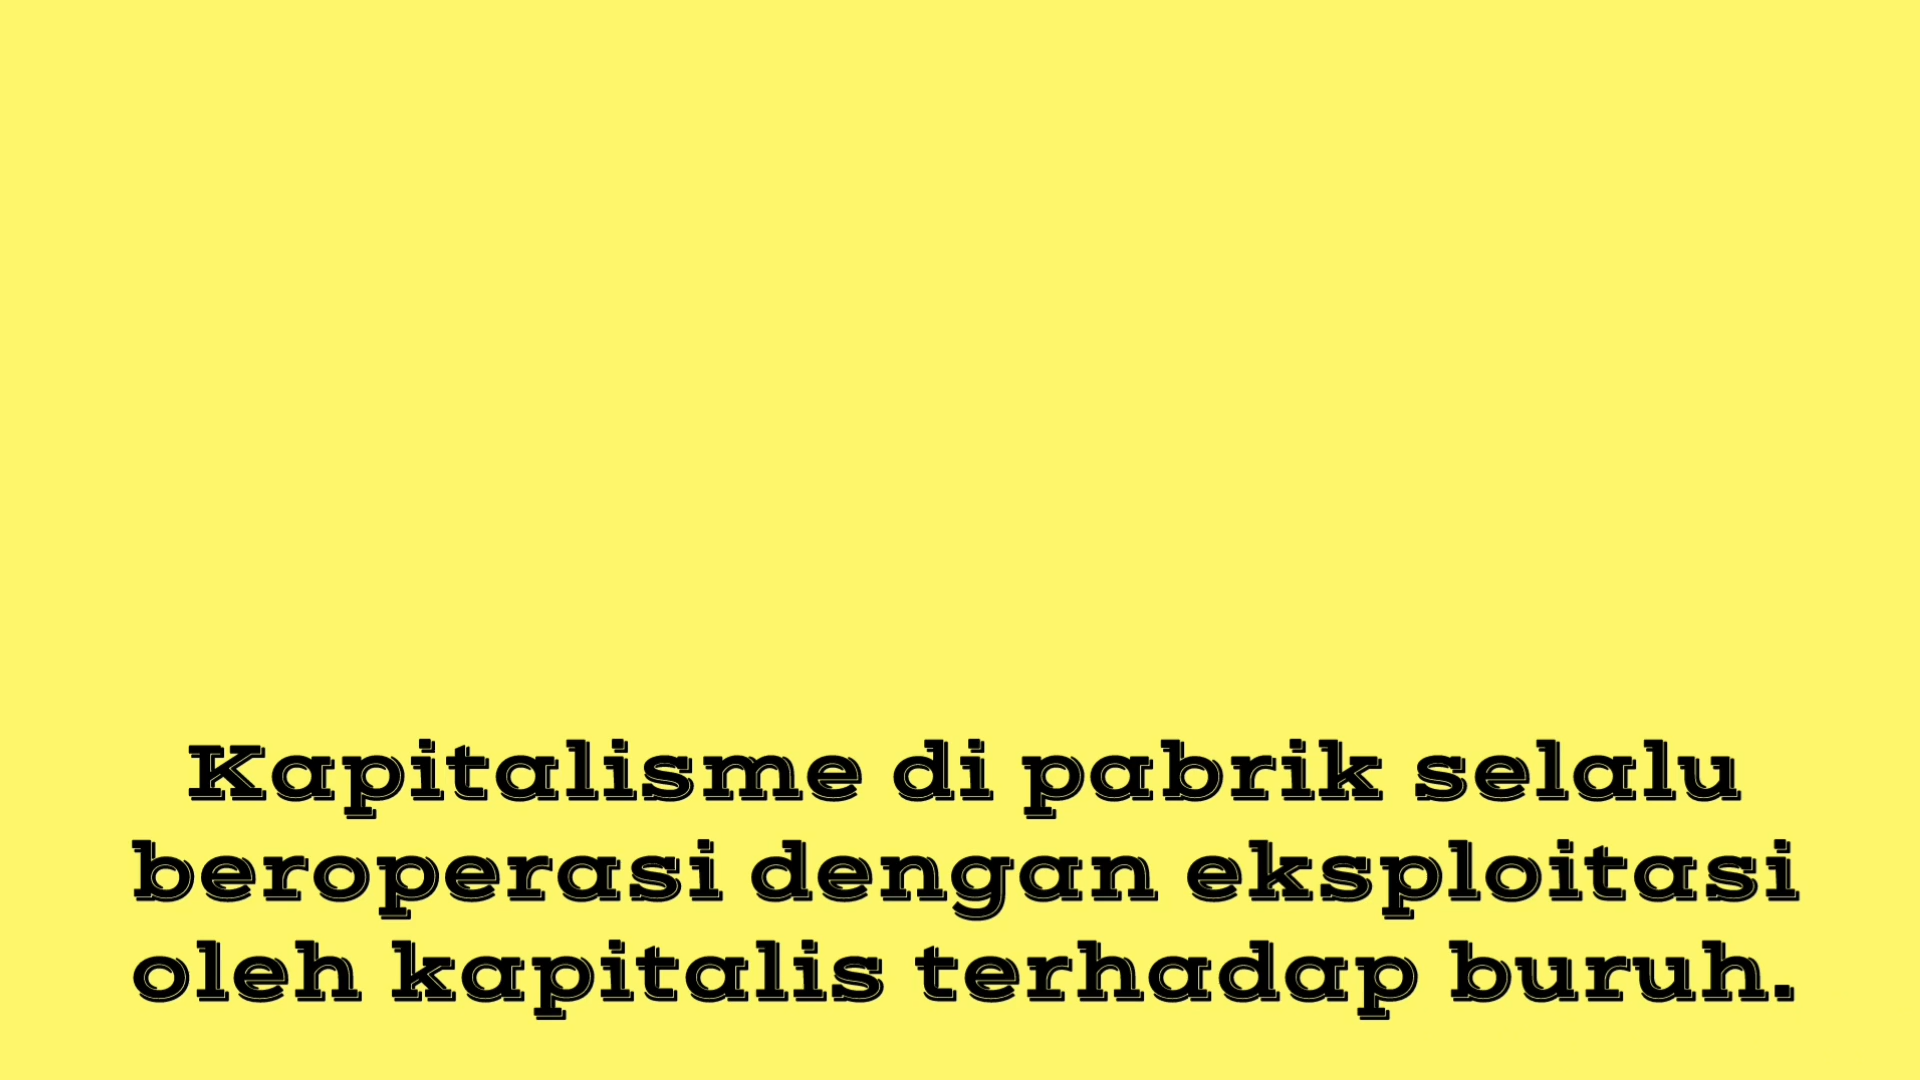 Kapitalisme di pabrik selalu
beroperasi dengan eksploitasi
oleh kapitalis terhadap buruh.